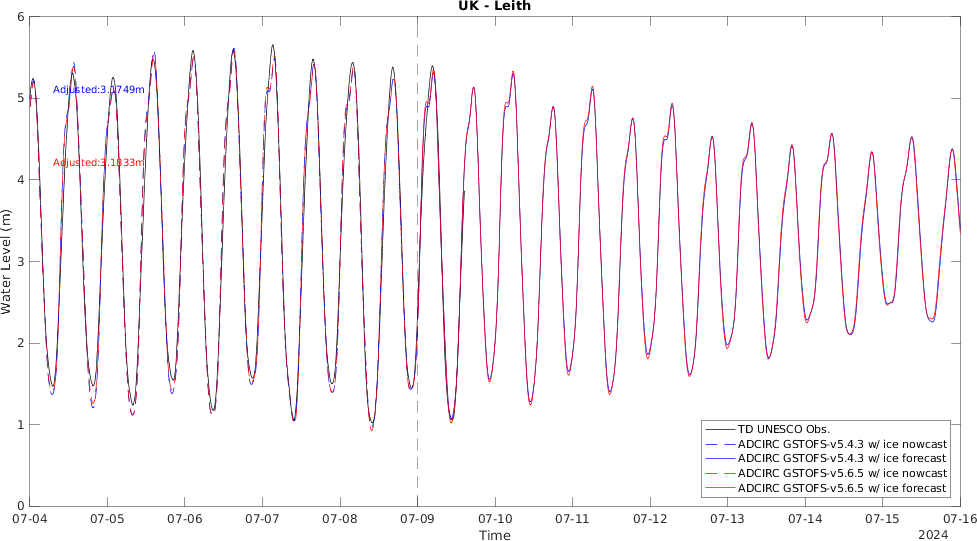 UK - Leith
6
5
4
3
2
1
0
Water Level (m)
Adjusted:3.0749m
Adjusted:3.1833m
TD UNESCO Obs.
ADCIRC GSTOFS-v5.4.3 w/ ice nowcast
ADCIRC GSTOFS-v5.4.3 w/ ice forecast
ADCIRC GSTOFS-v5.6.5 w/ ice nowcast
ADCIRC GSTOFS-v5.6.5 w/ ice forecast
07-04 07-05 07-06 07-07 07-08 07-09 07-10 07-11 07-12 07-13 07-14 07-15 07-16
Time
2024